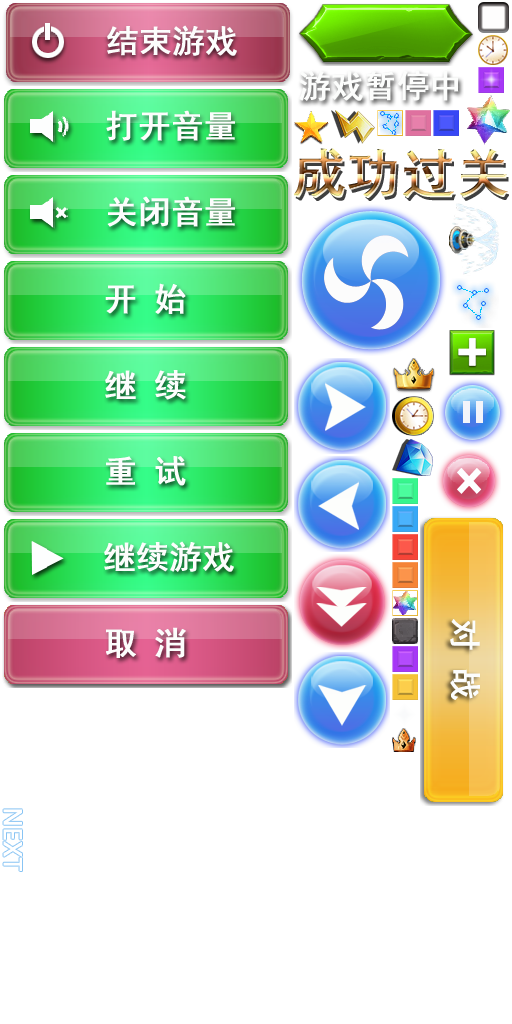 结束游戏
打开音量
关闭音量
开 始
继 续
重 试
继续游戏
取 消
游戏暂停中
成功过关
对 战
NEXT